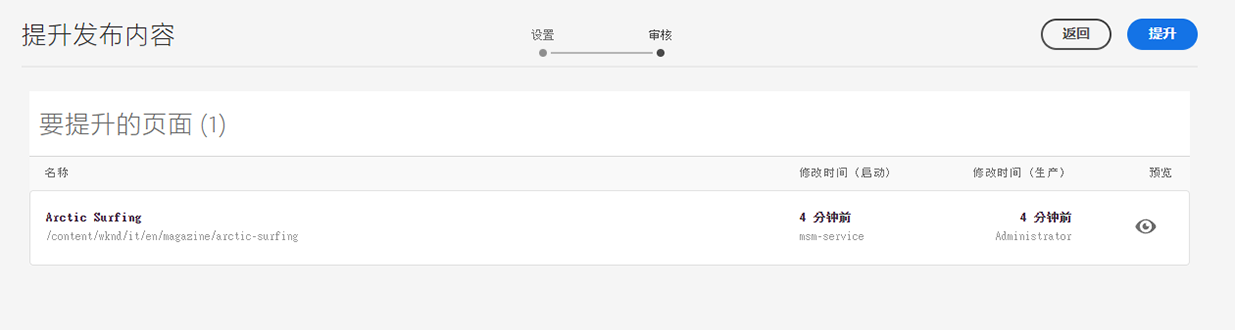 提升发布内容
设置
审核
返回
提升
要提升的页面 (1)
名称
修改时间（启动）
修改时间（生产）
预览
Arctic Surfing
4 分钟前
4 分钟前
/content/wknd/it/en/magazine/arctic-surfing
msm-service
Administrator